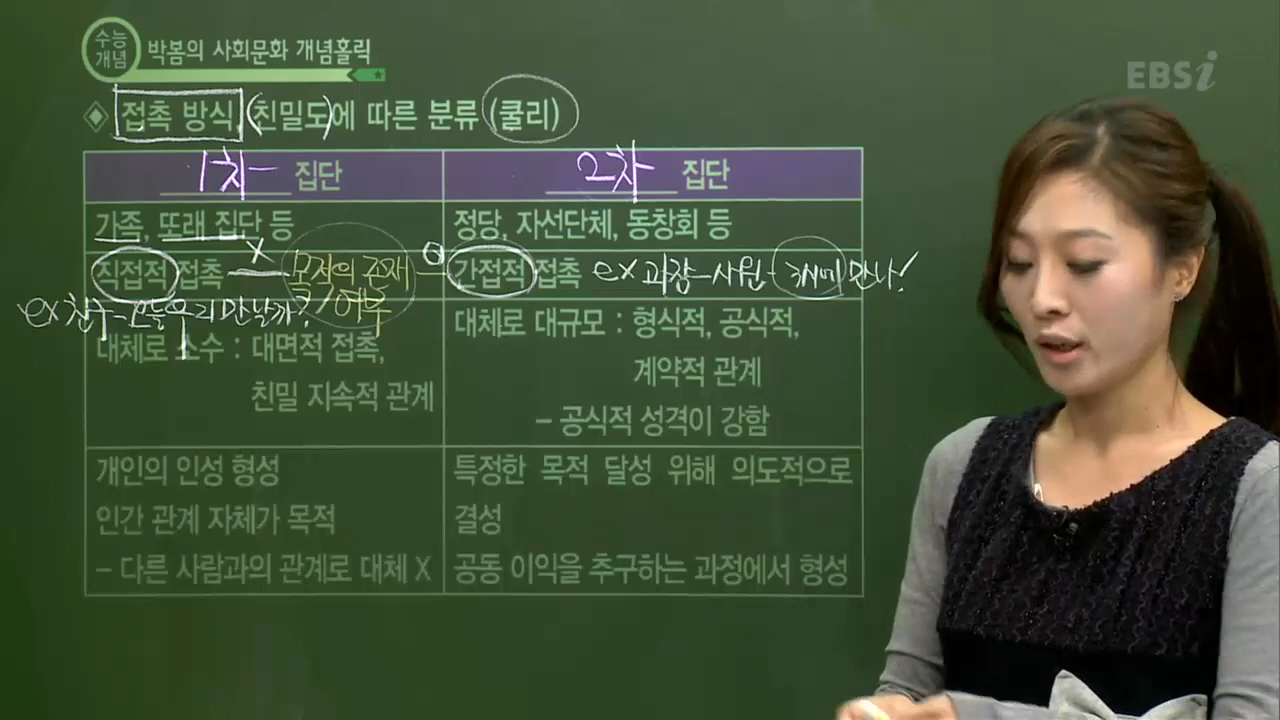 수능
개념
박봄의 사회문화 개념홀릭
EBSi
접촉 방식, (친밀도)에 따른 분류 (쿨리)
1차 집단
2차 집단
가족, 또래 집단 등
정당, 자선단체, 동창회 등
직접적 접촉
X
목적의 존재
여부
O
간접적 접촉
ex 과장-사원- 만나!
ex 친구-오늘 우리 만날까?
대체로 소수 : 대면적 접촉,
친밀 지속적 관계
대체로 대규모 : 형식적, 공식적,
계약적 관계
- 공식적 성격이 강함
개인의 인성 형성
인간 관계 자체가 목적
- 다른 사람과의 관계로 대체 X
특정한 목적 달성 위해 의도적으로
결성
공동 이익을 추구하는 과정에서 형성